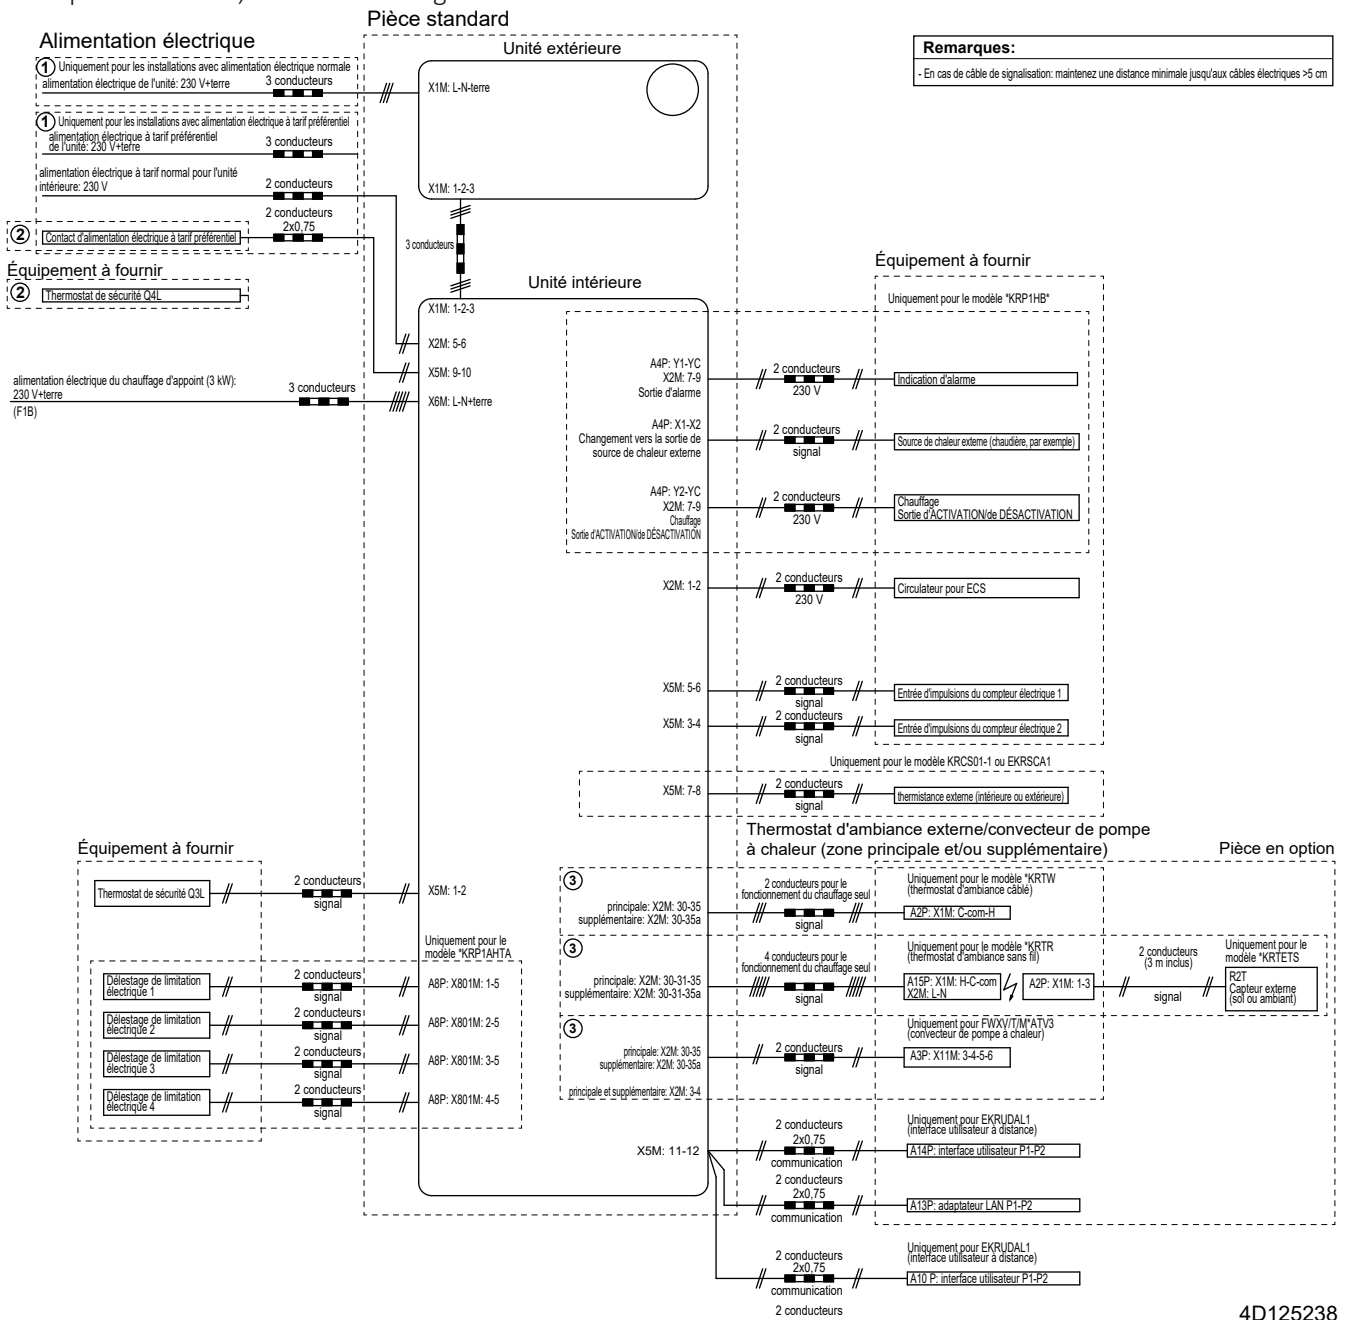 Pièce standard
Alimentation électrique
Unité extérieure
Remarques:
- En cas de câble de signalisation: maintenez une distance minimale jusqu'aux câbles électriques >5 cm
1 Uniquement pour les installations avec alimentation électrique normale
alimentation électrique de l'unité: 230 V+terre
3 conducteurs
X1M: L-N-terre
1 Uniquement pour les installations avec alimentation électrique à tarif préférentiel
alimentation électrique à tarif préférentiel
de l'unité: 230 V+terre
3 conducteurs
alimentation électrique à tarif normal pour l'unité
intérieure: 230 V
2 conducteurs
X1M: 1-2-3
2 conducteurs
2x0,75
2 Contact d'alimentation électrique à tarif préférentiel
3 conducteurs
Équipement à fournir
2 Thermostat de sécurité Q4L
Unité intérieure
Équipement à fournir
Uniquement pour le modèle *KRP1HB*
X1M: 1-2-3
X2M: 5-6
X5M: 9-10
alimentation électrique du chauffage d'appoint (3 kW):
230 V+terre
(F1B)
3 conducteurs
X6M: L-N+terre
A4P: Y1-YC
X2M: 7-9
Sortie d'alarme
2 conducteurs
230 V
Indication d'alarme
A4P: X1-X2
Changement vers la sortie de
source de chaleur externe
2 conducteurs
signal
Source de chaleur externe (chaudière, par exemple)
A4P: Y2-YC
X2M: 7-9
Chauffage
Sortie d'ACTIVATION/de DÉSACTIVATION
2 conducteurs
230 V
Chauffage
Sortie d'ACTIVATION/de DÉSACTIVATION
X2M: 1-2
2 conducteurs
230 V
Circulateur pour ECS
X5M: 5-6
2 conducteurs
signal
Entrée d'impulsions du compteur électrique 1
X5M: 3-4
2 conducteurs
signal
Entrée d'impulsions du compteur électrique 2
Uniquement pour le modèle KRCS01-1 ou EKRSCA1
X5M: 7-8
2 conducteurs
signal
thermistance externe (intérieure ou extérieure)
Thermostat d'ambiance externe/convecteur de pompe
à chaleur (zone principale et/ou supplémentaire)
Pièce en option
Équipement à fournir
Thermostat de sécurité Q3L
2 conducteurs
signal
X5M: 1-2
3
principale: X2M: 30-35
supplémentaire: X2M: 30-35a
2 conducteurs pour le
fonctionnement du chauffage seul
signal
Uniquement pour le modèle *KRTW
(thermostat d'ambiance câblé)
A2P: X1M: C-com-H
Uniquement pour le
modèle *KRP1AHTA
3
principale: X2M: 30-31-35
supplémentaire: X2M: 30-31-35a
4 conducteurs pour le
fonctionnement du chauffage seul
signal
Uniquement pour le modèle *KRTR
(thermostat d'ambiance sans fil)
A15P: X1M: H-C-com
X2M: L-N
A2P: X1M: 1-3
2 conducteurs
(3 m inclus)
signal
Uniquement pour le
modèle *KRTETS
R2T
Capteur externe
(sol ou ambiant)
Délestage de limitation
électrique 1
2 conducteurs
signal
A8P: X801M: 1-5
Délestage de limitation
électrique 2
2 conducteurs
signal
A8P: X801M: 2-5
Délestage de limitation
électrique 3
2 conducteurs
signal
A8P: X801M: 3-5
Délestage de limitation
électrique 4
2 conducteurs
signal
A8P: X801M: 4-5
3
principale: X2M: 30-35
supplémentaire: X2M: 30-35a
principale et supplémentaire: X2M: 3-4
2 conducteurs
signal
Uniquement pour FWXV/T/M*ATV3
(convecteur de pompe à chaleur)
A3P: X11M: 3-4-5-6
X5M: 11-12
2 conducteurs
2x0,75
communication
Uniquement pour EKRUDAL1
(interface utilisateur à distance)
A14P: interface utilisateur P1-P2
2 conducteurs
2x0,75
communication
A13P: adaptateur LAN P1-P2
2 conducteurs
2x0,75
communication
Uniquement pour EKRUDAL1
(interface utilisateur à distance)
A10 P: interface utilisateur P1-P2
2 conducteurs
4D125238